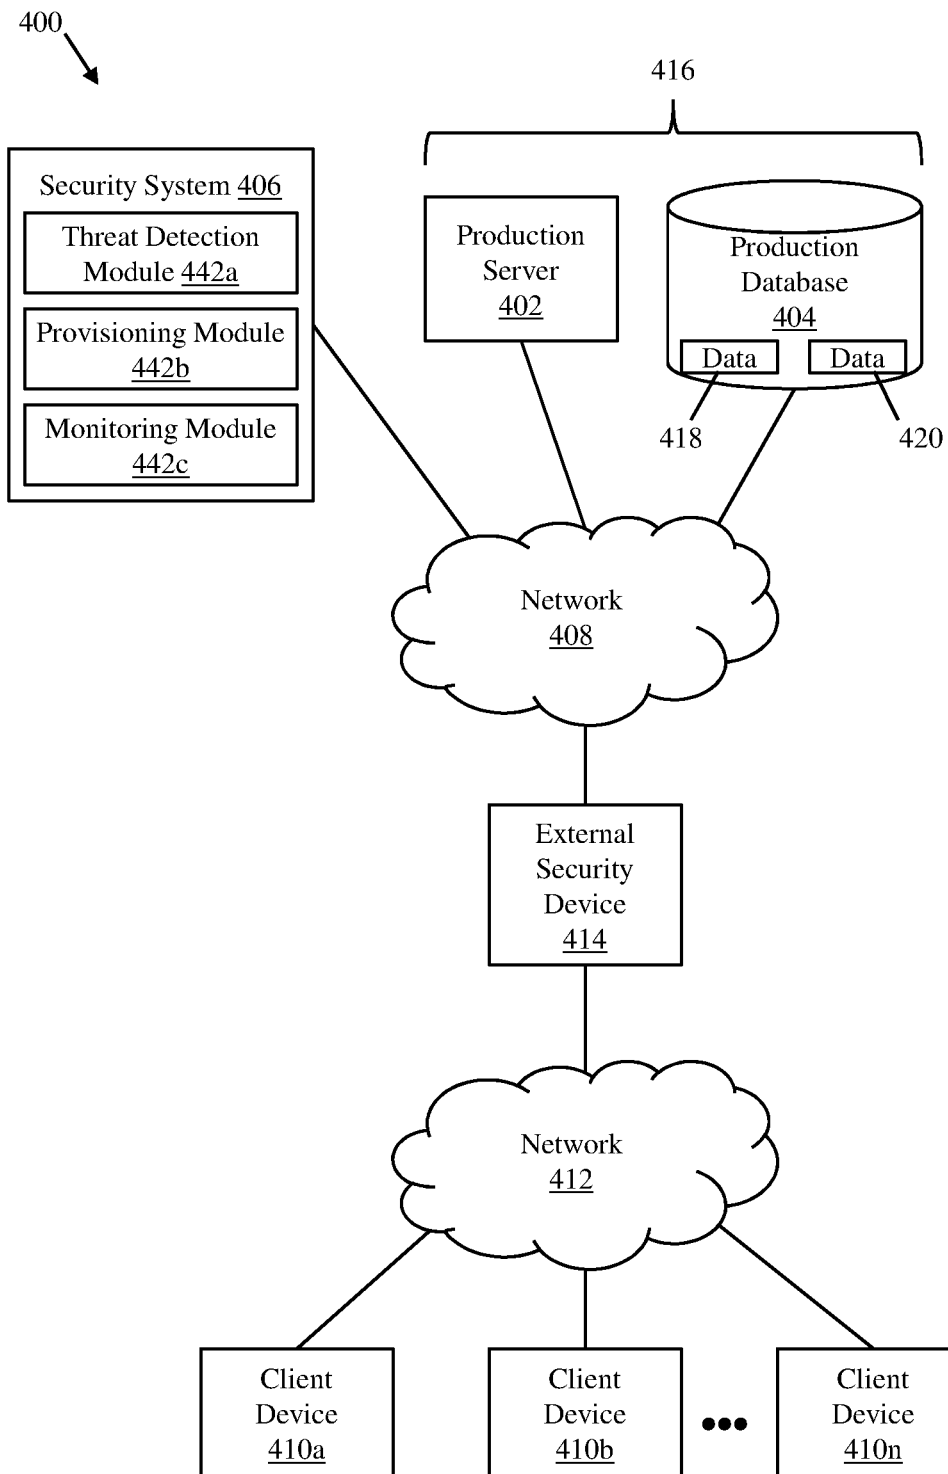 400
416
Security System 406
Threat Detection
Module 442a
Provisioning Module
442b
Monitoring Module
442c
Production
Server
402
Production
Database
404
Data
Data
418
420
Network
408
External
Security
Device
414
Network
412
Client
Device
410a
Client
Device
410b
Client
Device
410n